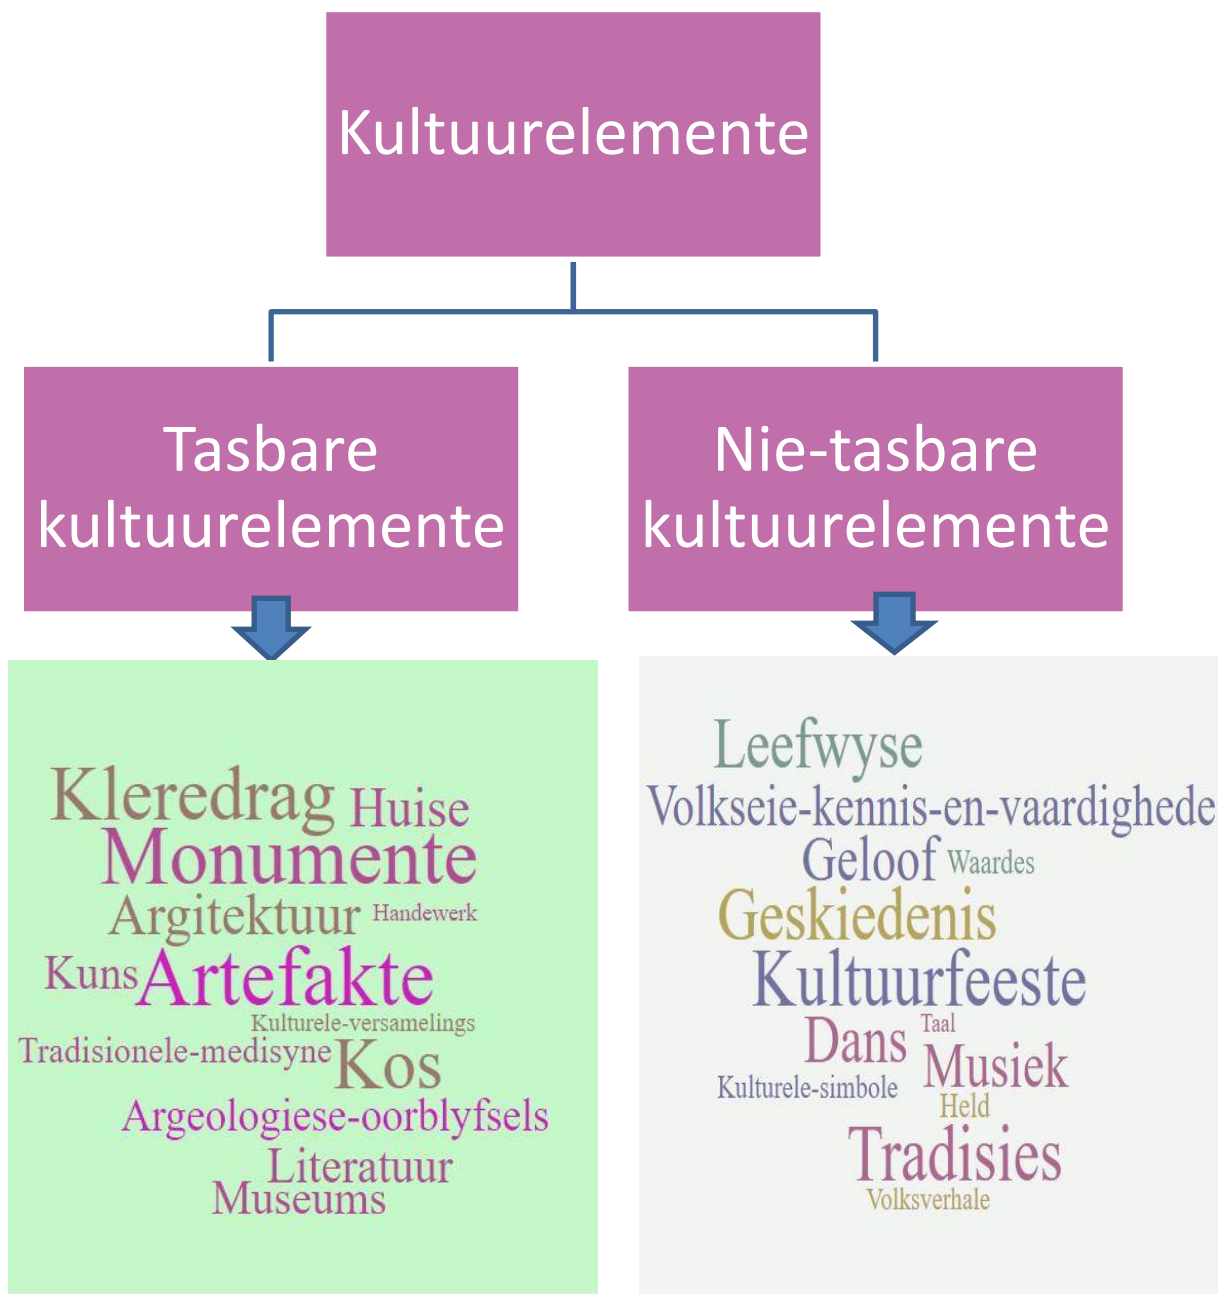 Kultuurelemente
Tasbare
kultuurelemente
Nie-tasbare
kultuurelemente
Kleredrag Huise
Monumente
Argitektuur Handewerk
Kuns Artefakte
Kulturele-versamelings
Tradisionele-medisyne Kos
Argeologiese-oorblyfsels
Literatuur
Museums
Leefwyse
Volkseie-kennis-en-vaardighede
Geloof Waardes
Geskiedenis
Kultuurfeeste
Dans Taal
Kulturele-simbole Musiek
Held
Tradisies
Volksverhale